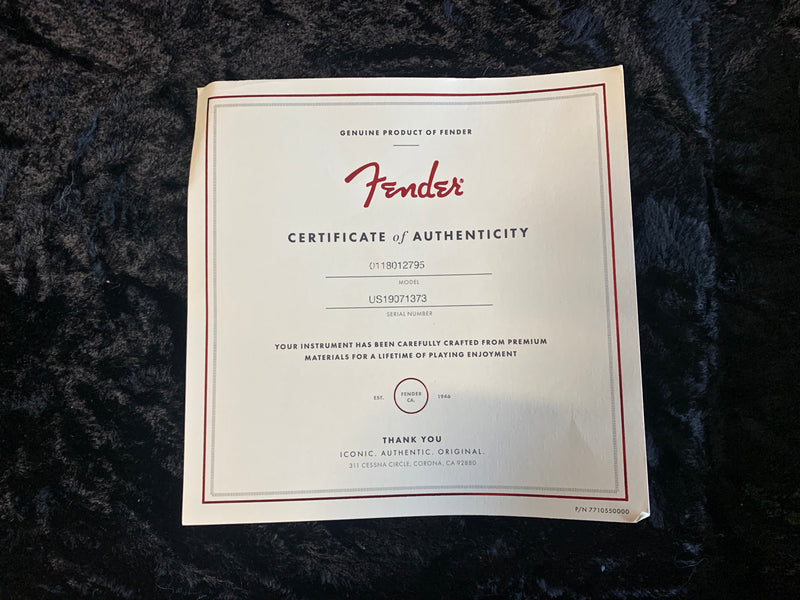 GENUINE PRODUCT OF FENDER
Fender®
CERTIFICATE of AUTHENTICITY
0118012795
MODEL
US19071373
SERIAL NUMBER
YOUR INSTRUMENT HAS BEEN CAREFULLY CRAFTED FROM PREMIUM
MATERIALS FOR A LIFETIME OF PLAYING ENJOYMENT
EST. FENDER CA. 1946
THANK YOU
ICONIC. AUTHENTIC. ORIGINAL.
311 CESSNA CIRCLE, CORONA, CA 92880
P/N 7710550000